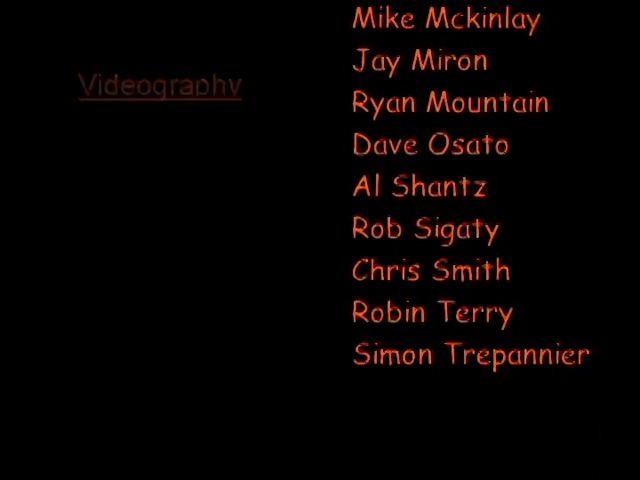 Mike Mckinlay
Jay Miron
Videography
Ryan Mountain
Dave Osato
Al Shantz
Rob Sigaty
Chris Smith
Robin Terry
Simon Trepannier